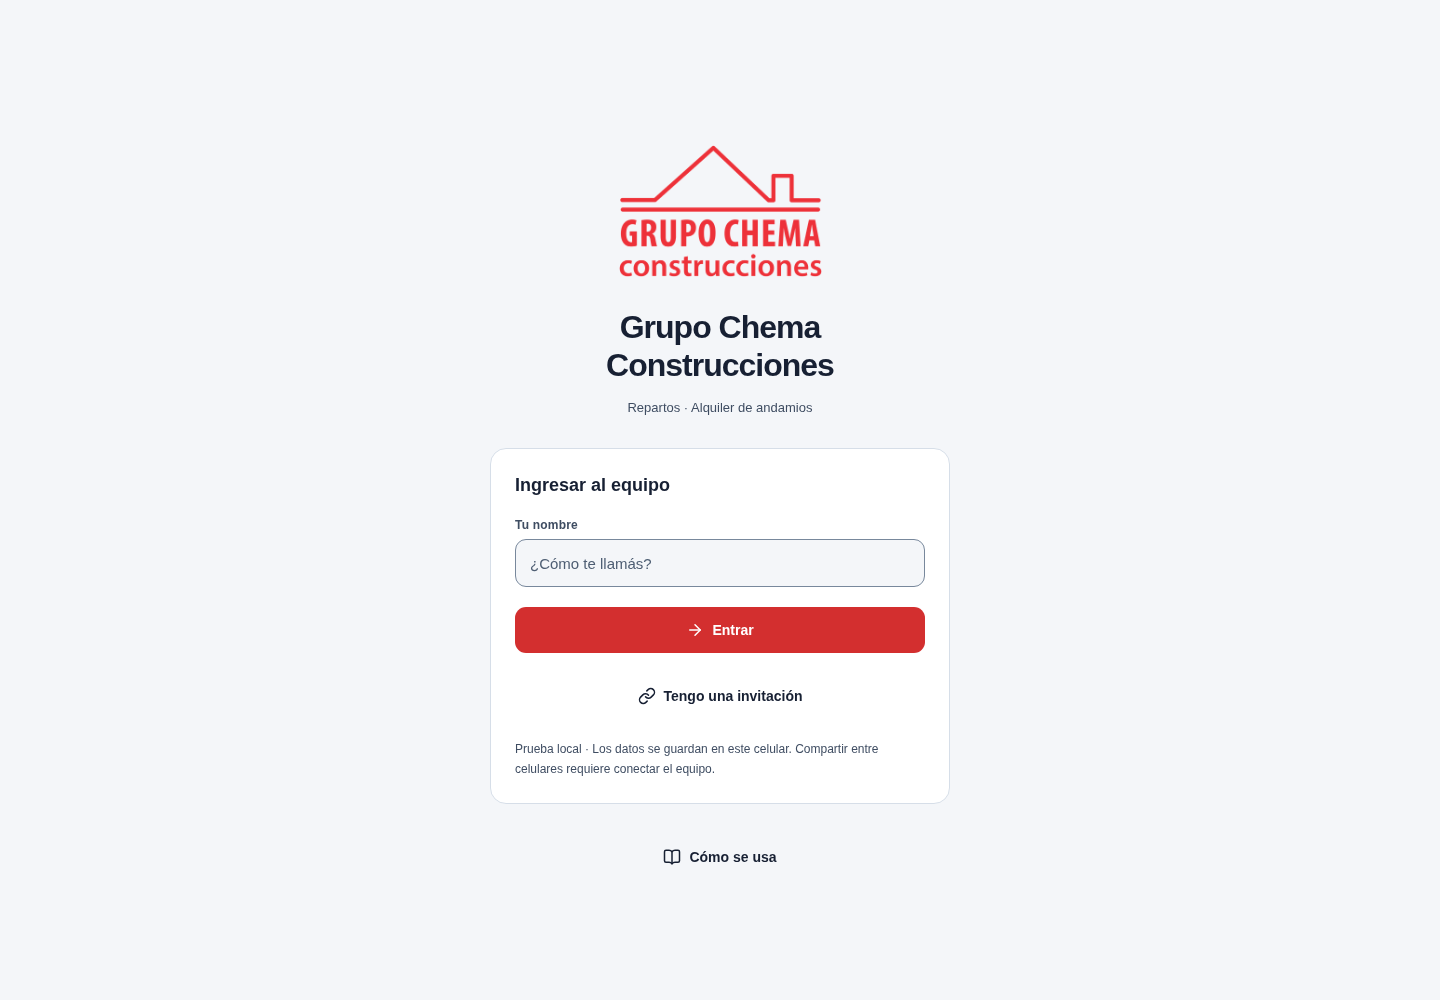 GRUPO CHEMA
construcciones
Grupo Chema
Construcciones
Repartos · Alquiler de andamios
Ingresar al equipo
Tu nombre
¿Cómo te llamás?
Entrar
Tengo una invitación
Prueba local · Los datos se guardan en este celular. Compartir entre
celulares requiere conectar el equipo.
Cómo se usa